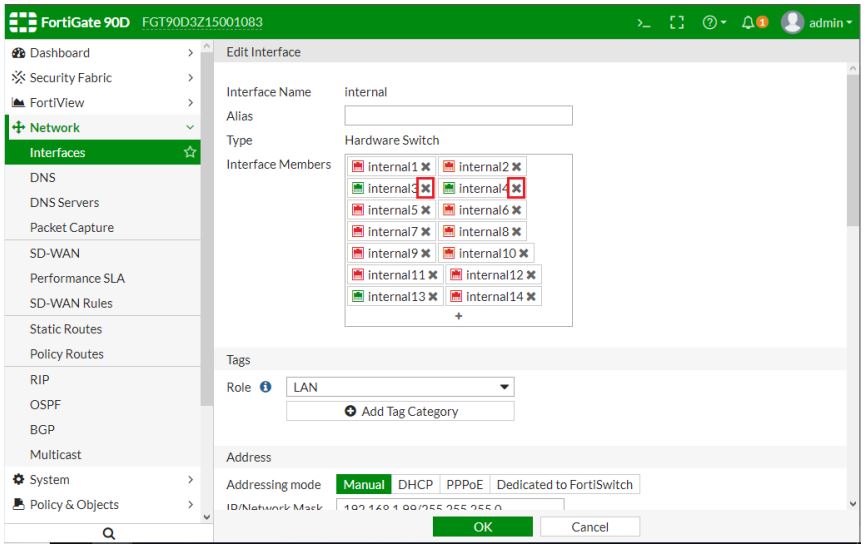 FortiGate 90D FGT90D3Z15001083 >_ 1 admin
Dashboard
Security Fabric
FortiView
Network
Interfaces
DNS
DNS Servers
Packet Capture
SD-WAN
Performance SLA
SD-WAN Rules
Static Routes
Policy Routes
RIP
OSPF
BGP
Multicast
System
Policy & Objects
Edit Interface
Interface Name internal
Alias
Type Hardware Switch
Interface Members
internal1 internal2
internal3 internal4
internal5 internal6
internal7 internal8
internal9 internal10
internal11 internal12
internal13 internal14
+
Tags
Role LAN
Add Tag Category
Address
Addressing mode Manual DHCP PPPoE Dedicated to FortiSwitch
IP/Network Mask 192.168.1.99/255.255.255.0
OK Cancel